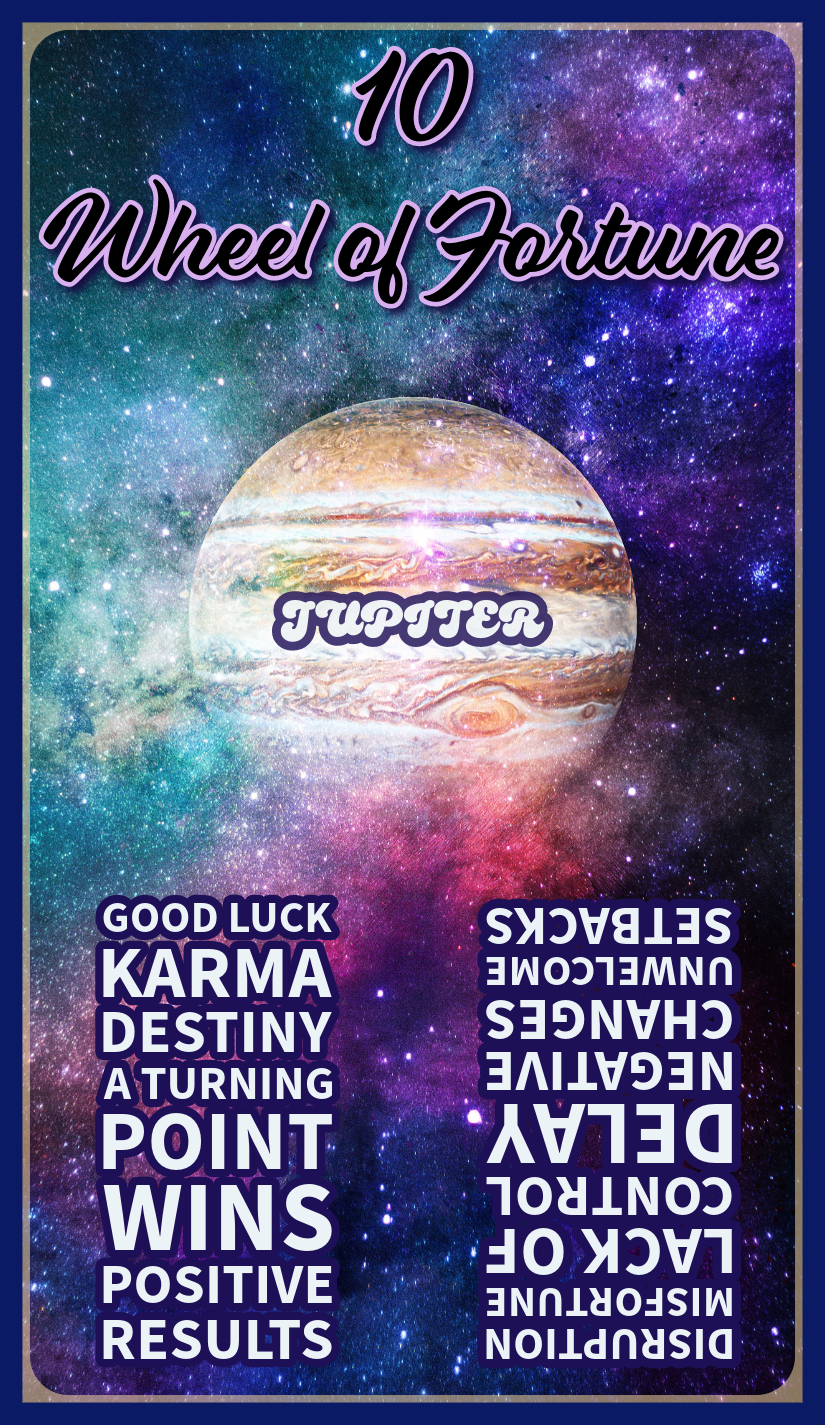 10
Wheel of Fortune
JUPITER
GOOD LUCK
KARMA
DESTINY
A TURNING
POINT
WINS
POSITIVE
RESULTS
DISRUPTION
MISFORTUNE
LACK OF
CONTROL
DELAY
NEGATIVE
CHANGES
UNWELCOME
SETBACKS